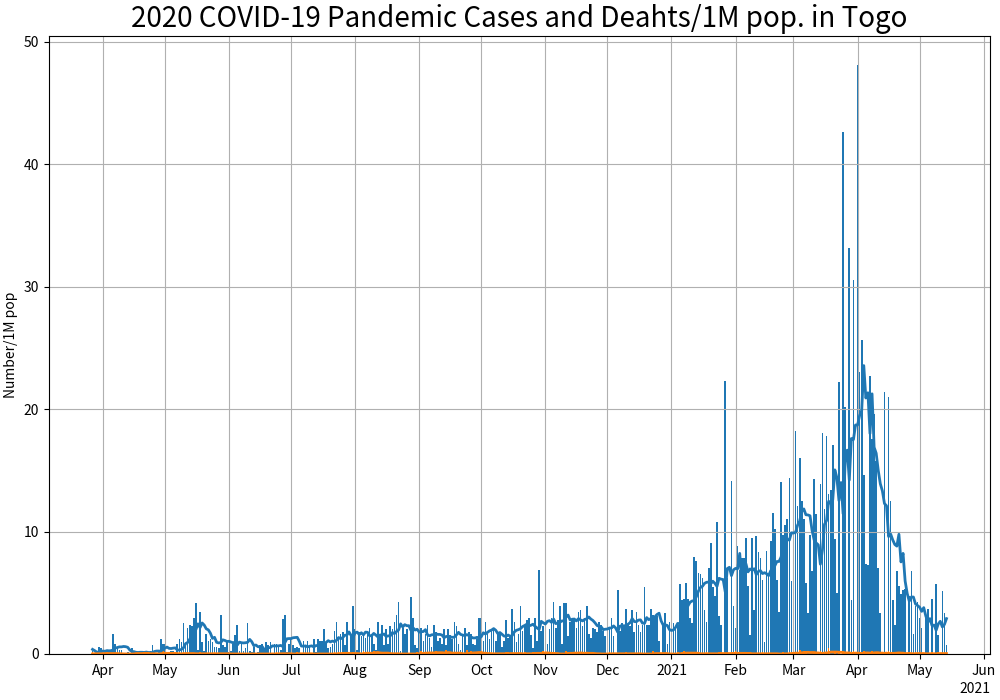 2020 COVID-19 Pandemic Cases and Deahts/1M pop. in Togo
Number/1M pop
50
40
30
20
10
0
Apr May Jun Jul Aug Sep Oct Nov Dec 2021 Feb Mar Apr May Jun
2021